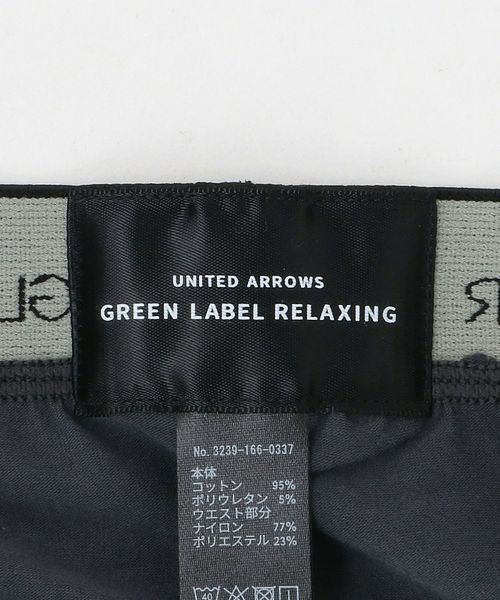 UNITED ARROWS
GREEN LABEL RELAXING
No. 3239-166-0337
本体
コットン 95%
ポリウレタン 5%
ウエスト部分
ナイロン 77%
ポリエステル 23%
40